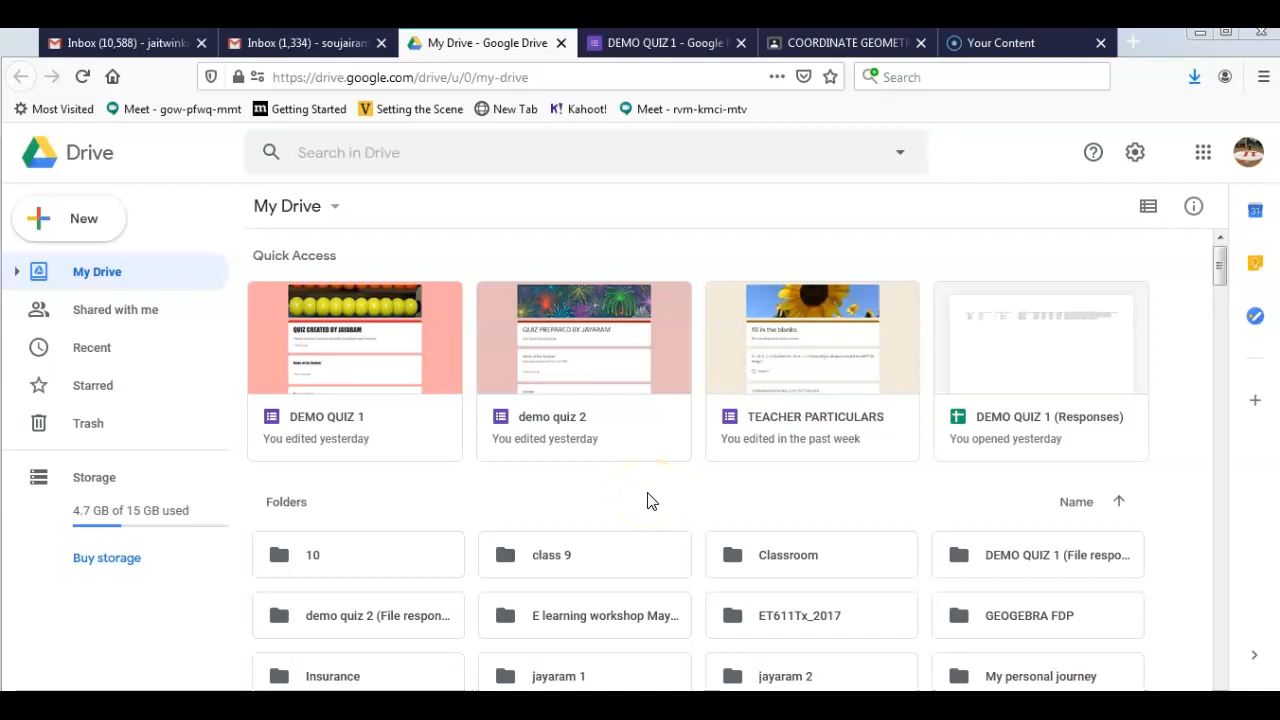 Inbox (10,588) - jaitwink
Inbox (1,334) - soujairam
My Drive - Google Drive
DEMO QUIZ 1 - Google
COORDINATE GEOMET
Your Content
https://drive.google.com/drive/u/0/my-drive
Search
Most Visited
Meet - gow-pfwq-mmt
Getting Started
Setting the Scene
New Tab
Kahoot!
Meet - rvm-kmci-mtv
Drive
Search in Drive
New
My Drive
31
Quick Access
My Drive
Shared with me
Recent
Starred
Trash
Storage
4.7 GB of 15 GB used
Buy storage
QUIZ CREATED BY JAYARAM
QUIZ PREPARED BY JAYARAM
fill in the blanks
DEMO QUIZ 1
You edited yesterday
demo quiz 2
You edited yesterday
TEACHER PARTICULARS
You edited in the past week
DEMO QUIZ 1 (Responses)
You opened yesterday
Folders
Name
10
class 9
Classroom
DEMO QUIZ 1 (File respo...
demo quiz 2 (File respon...
E learning workshop May...
ET611Tx_2017
GEOGEBRA FDP
Insurance
jayaram 1
jayaram 2
My personal journey